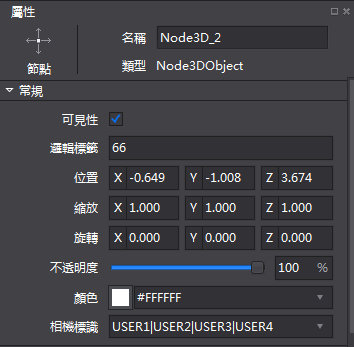 屬性
名稱 Node3D_2
節點
類型 Node3DObject
常規
可見性
邏輯標籤 66
位置 X -0.649 Y -1.008 Z 3.674
縮放 X 1.000 Y 1.000 Z 1.000
旋轉 X 0.000 Y 0.000 Z 0.000
不透明度 100 %
顏色 #FFFFFF
相機標識 USER1|USER2|USER3|USER4